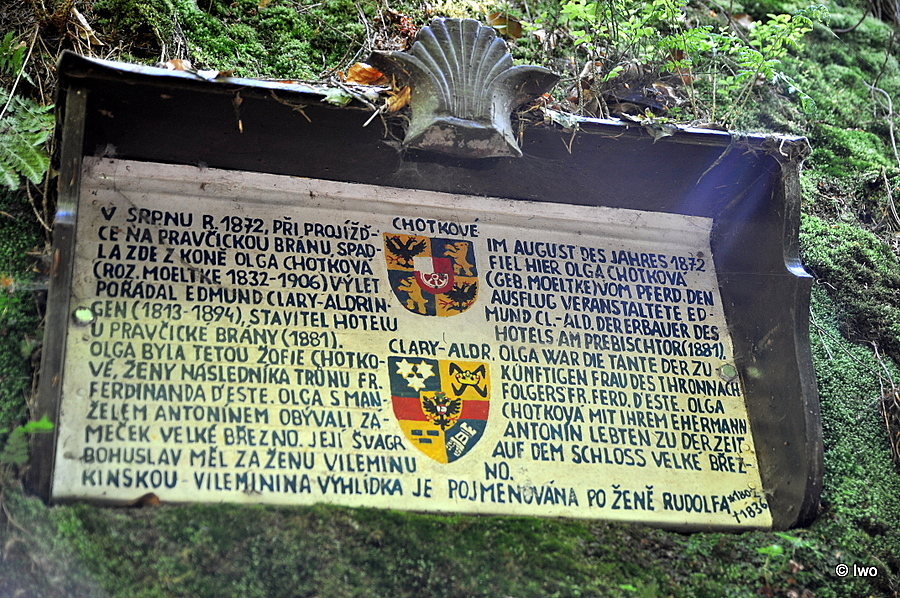 V SRPNU R. 1872, PŘI PROJÍŽĎ-
CE NA PRAVČICKOU BRÁNU SPAD-
LA ZDE Z KONĚ OLGA CHOTKOVÁ
(ROZ. MOELTKE 1832-1906) VÝLET
POŘÁDAL EDMUND CLARY-ALDRIN-
GEN (1813-1894), STAVITEL HOTELU
U PRAVČICKÉ BRÁNY (1881).
OLGA BYLA TETOU ŽOFIE CHOTKO-
VÉ, ŽENY NÁSLEDNÍKA TRŮNU FR.
FERDINANDA D'ESTE. OLGA S MAN-
ŽELEM ANTONÍNEM OBÝVALI ZÁ-
MEČEK VELKÉ BŘEZNO. JEJÍ ŠVAGR
BOHUSLAV MĚL ZA ŽENU VILEMINU
KINSKOU - VILEMININA VYHLÍDKA JE POJMENOVÁNA PO ŽENĚ RUDOLFA *1804 †1836
CHOTKOVÉ
CLARY-ALDR.
IM AUGUST DES JAHRES 1872
FIEL HIER OLGA CHOTKOVÁ
(GEB. MOELTKE) VOM PFERD. DEN
AUSFLUG VERANSTALTETE ED-
MUND CL-ALD. DER ERBAUER DES
HOTELS AM PREBISCHTOR (1881).
OLGA WAR DIE TANTE DER ZU
KÜNFTIGEN FRAU DES THRONNACH
FOLGERS FR. FERD. D'ESTE. OLGA
CHOTKOVA MIT IHREM EHERMANN
ANTONÍN LEBTEN ZU DER ZEIT
AUF DEM SCHLOSS VELKE BŘEZ-
NO.
© Iwo